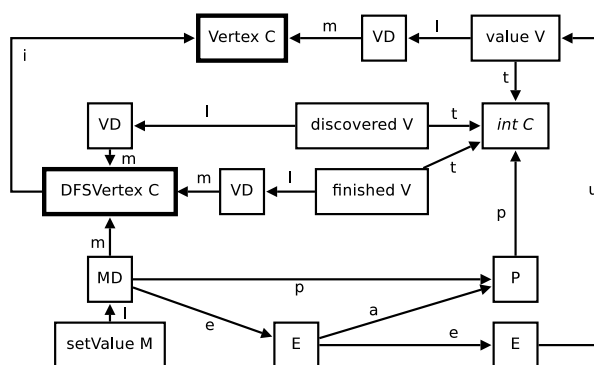 Vertex C
m
VD
l
value V
i
t
VD
l
discovered V
t
int C
m
DFSVertex C
m
VD
l
finished V
t
u
m
p
MD
p
P
e
a
l
setValue M
E
e
E